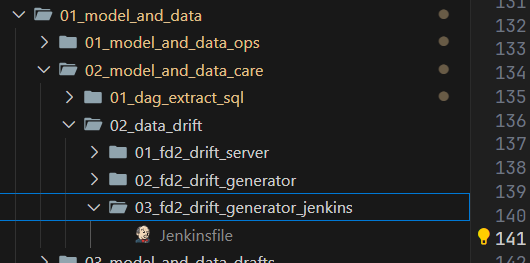 01_model_and_data
01_model_and_data_ops
02_model_and_data_care
01_dag_extract_sql
02_data_drift
01_fd2_drift_server
02_fd2_drift_generator
03_fd2_drift_generator_jenkins
Jenkinsfile
03_model_and_data_drafts
131
132
133
134
135
136
137
138
139
140
141
142